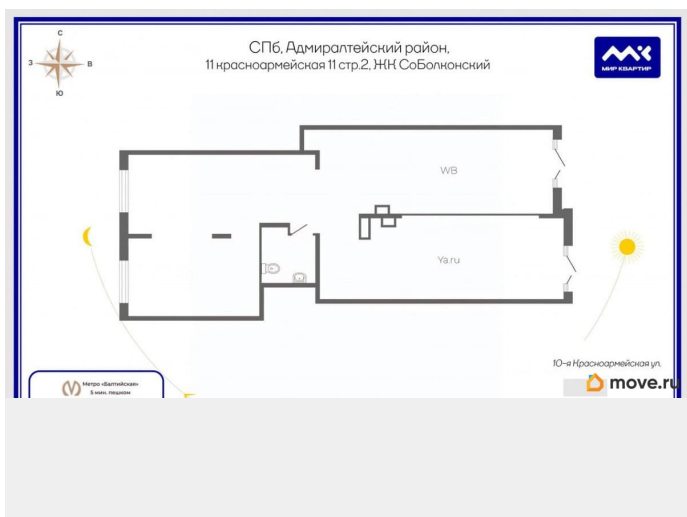 СПб, Адмиралтейский район,
11 красноармейская 11 стр.2, ЖК СоБолконский
С
З
В
Ю
МК
МИР КВАРТИР
WB
Ya.ru
10-я Красноармейская ул.
Метро «Балтийская»
5 мин. пешком
move.ru